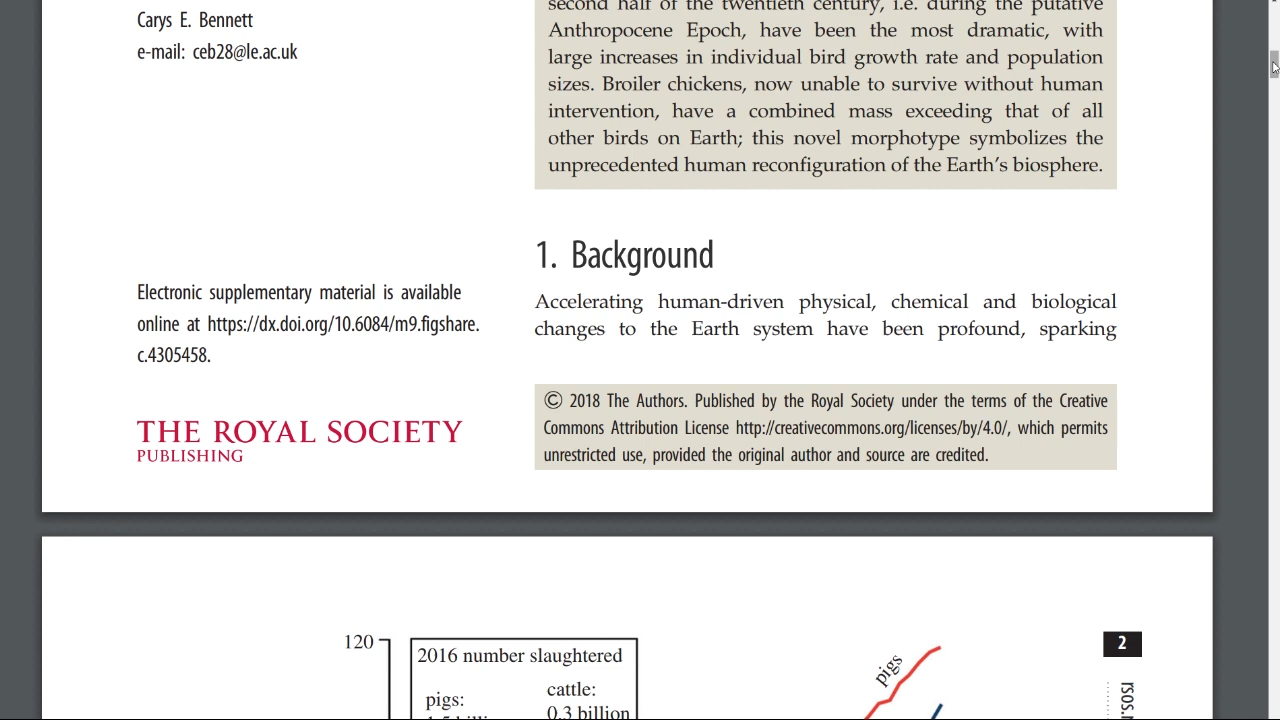 Carys E. Bennett
e-mail: ceb28@le.ac.uk
second half of the twentieth century, i.e. during the putative
Anthropocene Epoch, have been the most dramatic, with
large increases in individual bird growth rate and population
sizes. Broiler chickens, now unable to survive without human
intervention, have a combined mass exceeding that of all
other birds on Earth; this novel morphotype symbolizes the
unprecedented human reconfiguration of the Earth's biosphere.
1. Background
Accelerating human-driven physical, chemical and biological
changes to the Earth system have been profound, sparking
Electronic supplementary material is available
online at https://dx.doi.org/10.6084/m9.figshare.
c.4305458.
THE ROYAL SOCIETY
PUBLISHING
© 2018 The Authors. Published by the Royal Society under the terms of the Creative
Commons Attribution License http://creativecommons.org/licenses/by/4.0/, which permits
unrestricted use, provided the original author and source are credited.
120
2016 number slaughtered
pigs:
cattle:
0.3 billion
pigs
2